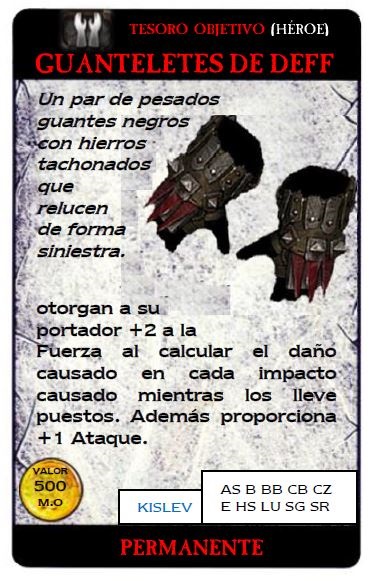 TESORO OBJETIVO (HÉROE)
GUANTELETES DE DEFF
Un par de pesados
guantes negros
con hierros
tachonados
que
relucen
de forma
siniestra.
otorgan a su
portador +2 a la
Fuerza al calcular el daño
causado en cada impacto
causado mientras los lleve
puestos. Además proporciona
+1 Ataque.
VALOR
500
M.O
KISLEV
AS B BB CB CZ
E HS LU SG SR
PERMANENTE